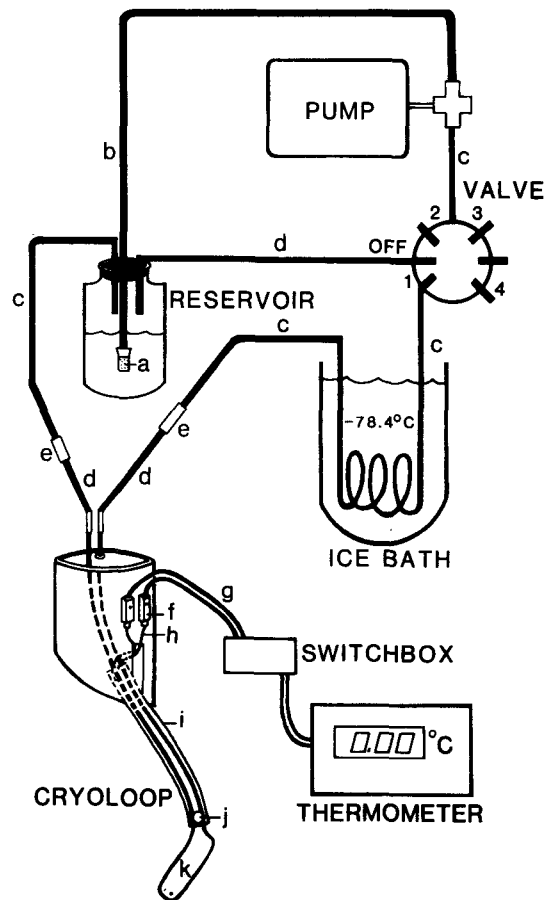 PUMP
b
c
VALVE
2
3
OFF
d
1
4
RESERVOIR
c
c
c
a
-78.4°C
e
e
d
d
ICE BATH
g
f
h
SWITCHBOX
i
0.00 °C
CRYOLOOP
j
THERMOMETER
k